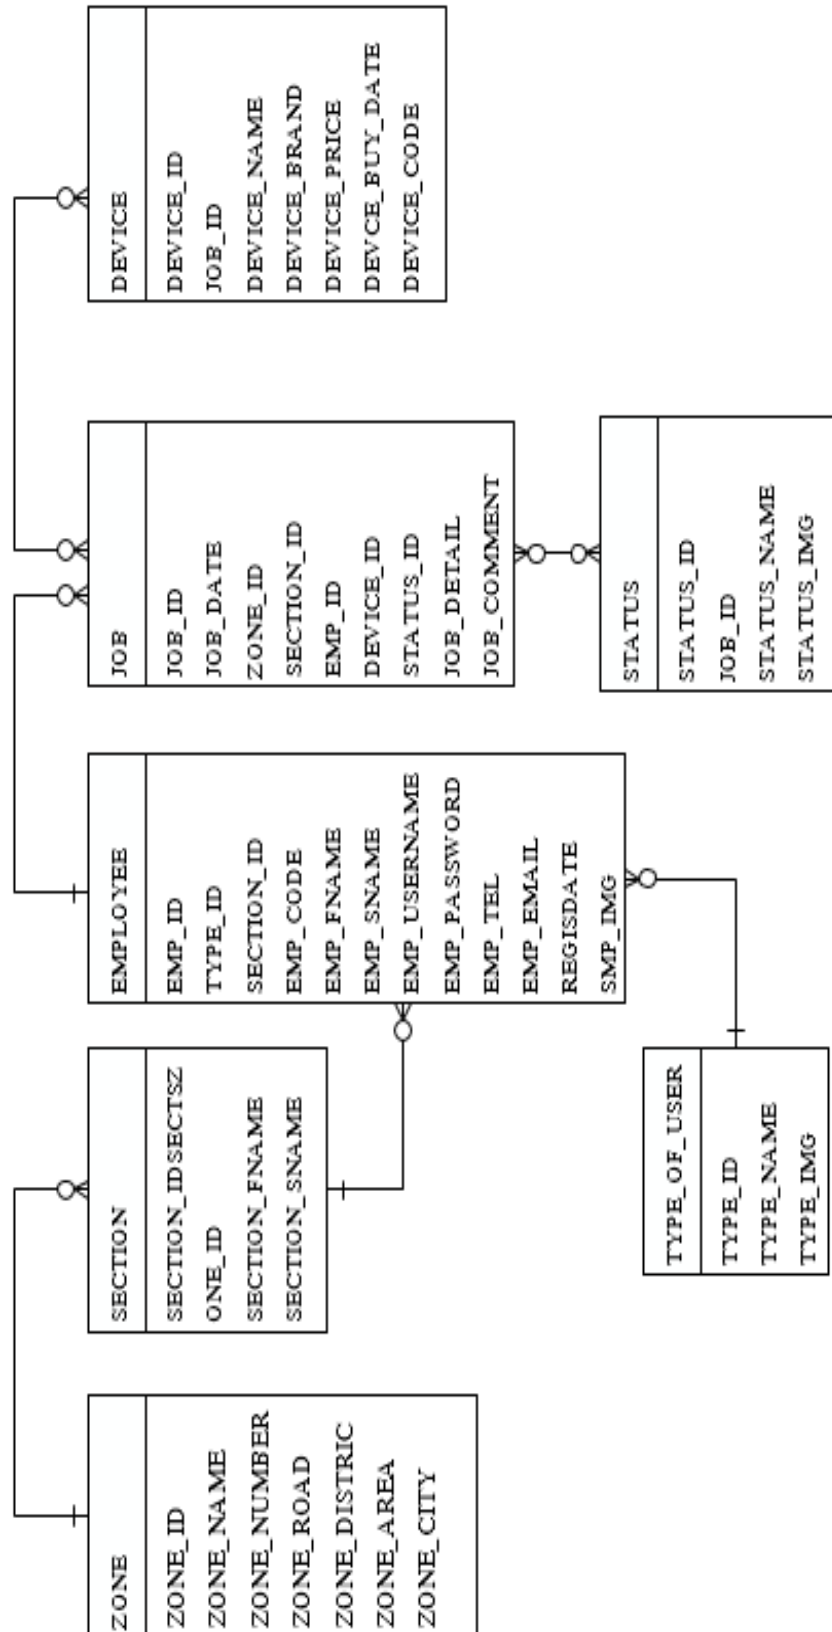 ZONE
ZONE_ID
ZONE_NAME
ZONE_NUMBER
ZONE_ROAD
ZONE_DISTRIC
ZONE_AREA
ZONE_CITY
SECTION
SECTION_IDSECTSZ
ONE_ID
SECTION_FNAME
SECTION_SNAME
EMPLOYEE
EMP_ID
TYPE_ID
SECTION_ID
EMP_CODE
EMP_FNAME
EMP_SNAME
EMP_USERNAME
EMP_PASSWORD
EMP_TEL
EMP_EMAIL
REGISDATE
SMP_IMG
TYPE_OF_USER
TYPE_ID
TYPE_NAME
TYPE_IMG
JOB
JOB_ID
JOB_DATE
ZONE_ID
SECTION_ID
EMP_ID
DEVICE_ID
STATUS_ID
JOB_DETAIL
JOB_COMMENT
STATUS
STATUS_ID
JOB_ID
STATUS_NAME
STATUS_IMG
DEVICE
DEVICE_ID
JOB_ID
DEVICE_NAME
DEVICE_BRAND
DEVICE_PRICE
DEVCE_BUY_DATE
DEVICE_CODE